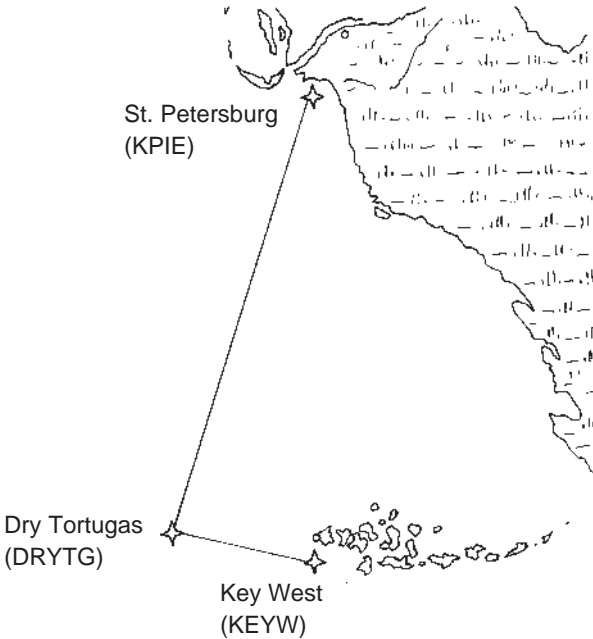 St. Petersburg
(KPIE)
Dry Tortugas
(DRYTG)
Key West
(KEYW)